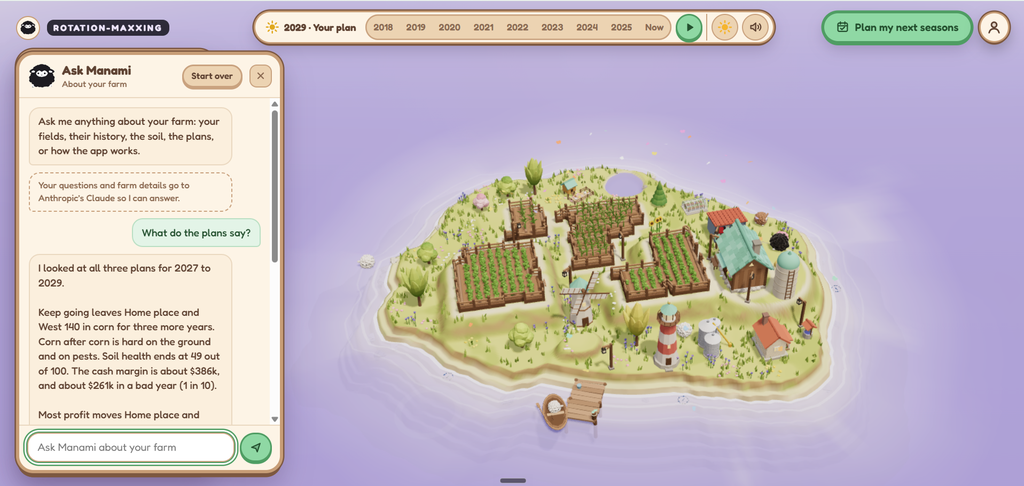 ROTATION-MAXXING
2029 · Your plan
2018 2019 2020 2021 2022 2023 2024 2025 Now
Plan my next seasons
Ask Manami
About your farm
Start over
Ask me anything about your farm: your
fields, their history, the soil, the plans,
or how the app works.
Your questions and farm details go to
Anthropic's Claude so I can answer.
What do the plans say?
I looked at all three plans for 2027 to
2029.
Keep going leaves Home place and
West 140 in corn for three more years.
Corn after corn is hard on the ground
and on pests. Soil health ends at 49 out
of 100. The cash margin is about $386k,
and about $261k in a bad year (1 in 10).
Most profit moves Home place and
Ask Manami about your farm